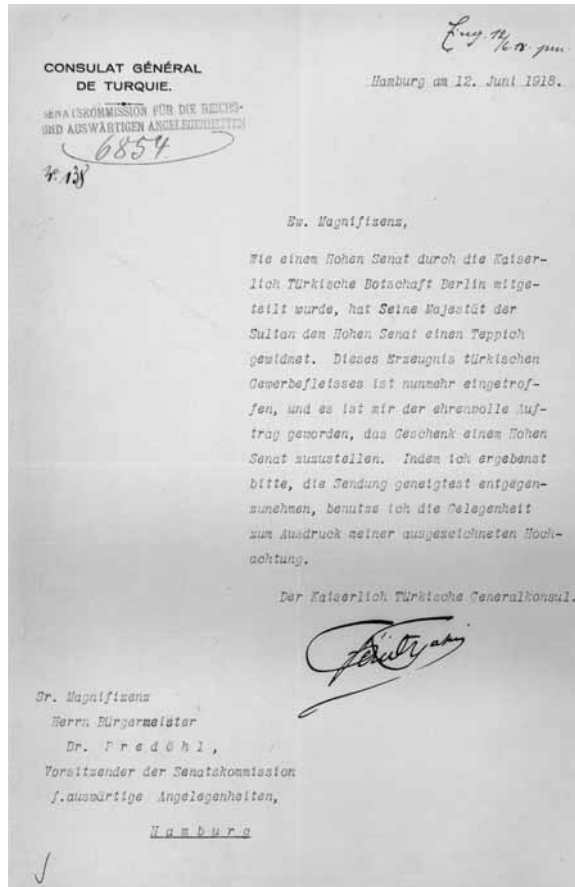 Eing. 12/6.18.
CONSULAT GÉNÉRAL
DE TURQUIE.
Hamburg am 12. Juni 1918.
SENATSKOMMISSION FÜR DIE REICHS-
UND AUSWÄRTIGEN ANGELEGENHEITEN
6854
No. 138
Ew. Magnifizenz,
Wie einem Hohen Senat durch die Kaiser-
lich Türkische Botschaft Berlin mitge-
teilt wurde, hat Seine Majestät der
Sultan dem Hohen Senat einen Teppich
gewidmet. Dieses Erzeugnis türkischen
Gewerbefleisses ist nunmehr eingetrof-
fen, und es ist mir der ehrenvolle Auf-
trag geworden, das Geschenk einem Hohen
Senat zuzustellen. Indem ich ergebenst
bitte, die Sendung geneigtest entgegen-
zunehmen, benutze ich die Gelegenheit
zum Ausdruck meiner ausgezeichneten Hoch-
achtung.
Der Kaiserlich Türkische Generalkonsul.
Sr. Magnifizenz
Herrn Bürgermeister
Dr. Predöhl,
Vorsitzender der Senatskommission
f.auswärtige Angelegenheiten,
Hamburg